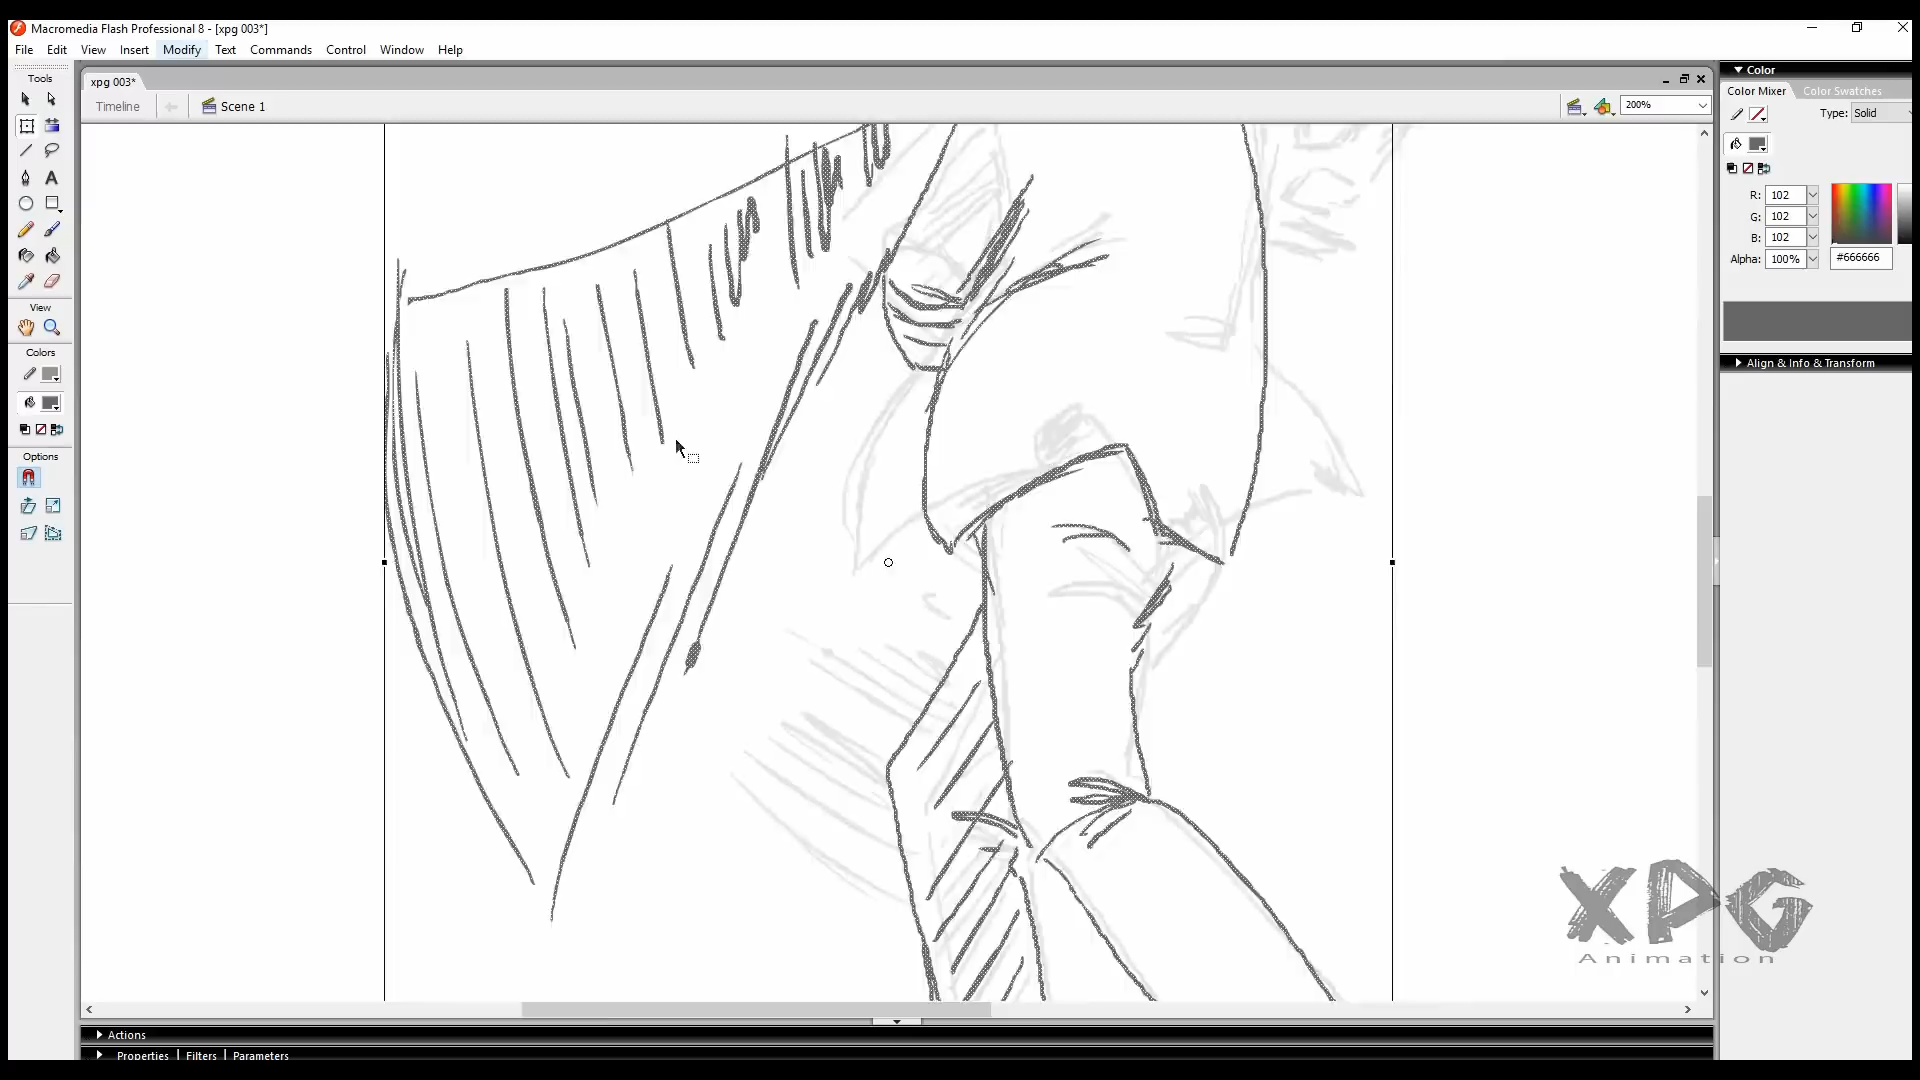 Macromedia Flash Professional 8 - [xpg 003*]
File Edit View Insert Modify Text Commands Control Window Help
Tools
View
Colors
Options
xpg 003*
Timeline Scene 1
200%
Color
Color Mixer Color Swatches
Type: Solid
R: 102
G: 102
B: 102
Alpha: 100% #666666
Align & Info & Transform
XPG
Animation
Actions
Properties | Filters | Parameters